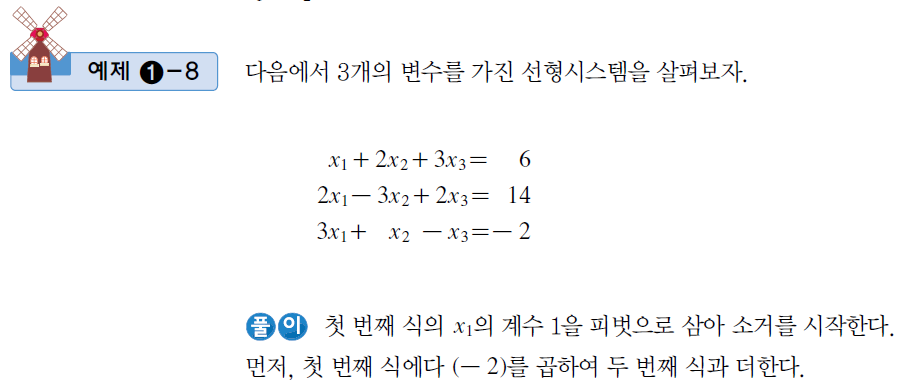 예제 ❶-8
다음에서 3개의 변수를 가진 선형시스템을 살펴보자.
x₁ + 2x₂ + 3x₃ = 6
2x₁ - 3x₂ + 2x₃ = 14
3x₁ + x₂ - x₃ = - 2
풀이 첫 번째 식의 x₁의 계수 1을 피벗으로 삼아 소거를 시작한다.
먼저, 첫 번째 식에다 (- 2)를 곱하여 두 번째 식과 더한다.